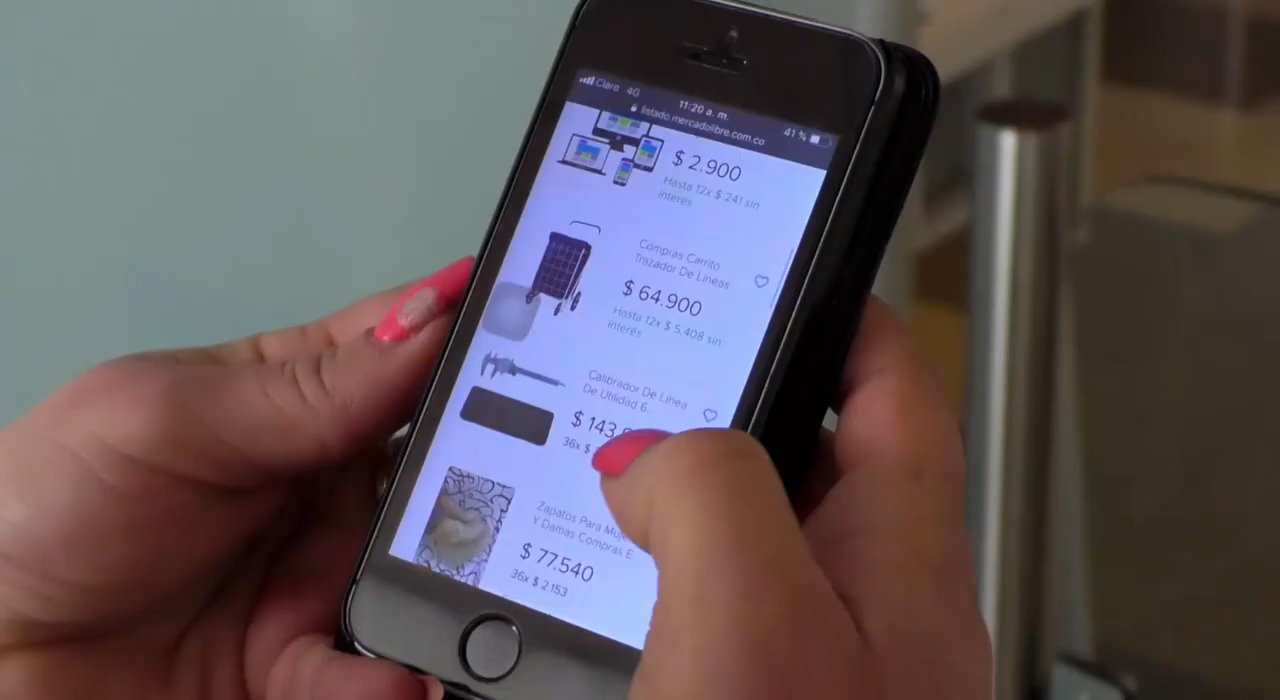 Claro 4G
11:20 a. m.
41 %
listado.mercadolibre.com.co
$ 2.900
Hasta 12x $ 241 sin
interés
Compras Carrito
Trazador De Líneas
$ 64.900
Hasta 12x $ 5.408 sin
interés
Calibrador De Línea
De Utilidad 6.
$ 143.
36x $
Zapatos Para Muje
Y Damas Compras E
$ 77.540
36x $ 2.153